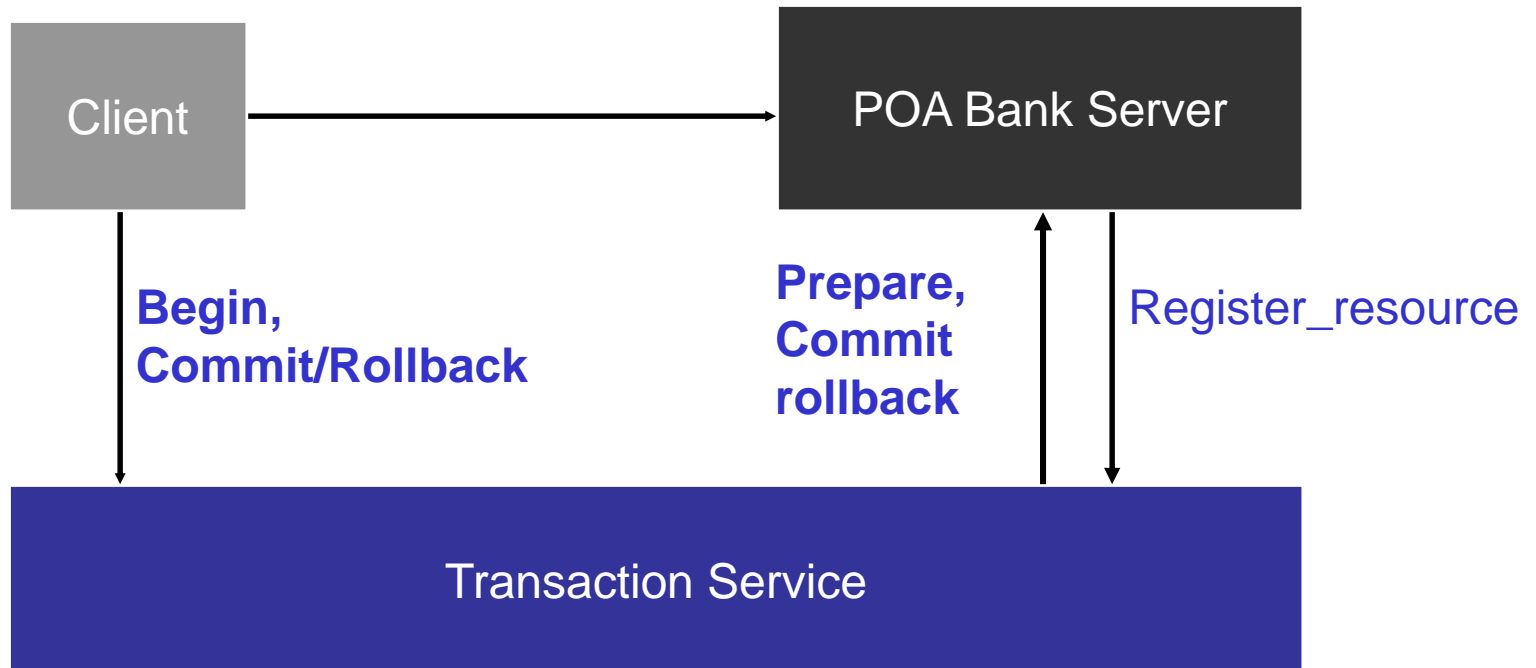 Client
POA Bank Server
Begin,
Commit/Rollback
Prepare,
Commit
rollback
Register_resource
Transaction Service